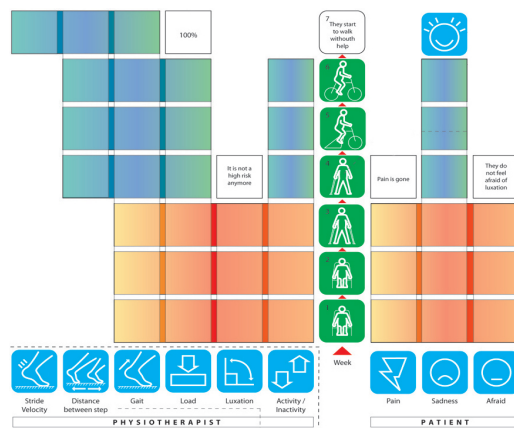 7
They start
to walk
withouth
help
100%
6
5
It is not a
high risk
anymore
4
Pain is gone
They do
not feel
afraid of
luxation
3
2
1
Week
Stride
Velocity
Distance
between step
Gait
Load
Luxation
Activity /
Inactivity
Pain
Sadness
Afraid
PHYSIOTHERAPIST
PATIENT